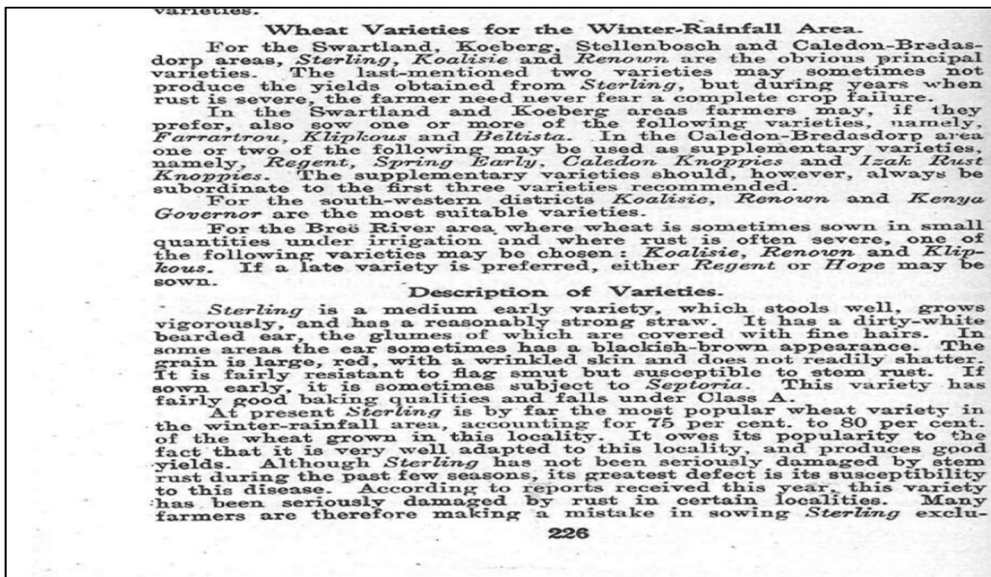 varieties.
Wheat Varieties for the Winter-Rainfall Area.
For the Swartland, Koeberg, Stellenbosch and Caledon-Bredas-
dorp areas, Sterling, Koalisie and Renown are the obvious principal
varieties. The last-mentioned two varieties may sometimes not
produce the yields obtained from Sterling, but during years when
rust is severe, the farmer need never fear a complete crop failure.
In the Swartland and Koeberg areas farmers may, if they
prefer, also sow one or more of the following varieties, namely,
Farrartrou, Klipkous and Beltista. In the Caledon-Bredasdorp area
one or two of the following may be used as supplementary varieties,
namely, Regent, Spring Early, Caledon Knoppies and Izak Rust
Knoppies. The supplementary varieties should, however, always be
subordinate to the first three varieties recommended.
For the south-western districts Koalisie, Renown and Kenya
Governor are the most suitable varieties.
For the Breë River area where wheat is sometimes sown in small
quantities under irrigation and where rust is often severe, one of
the following varieties may be chosen: Koalisie, Renown and Klip-
kous. If a late variety is preferred, either Regent or Hope may be
sown.
Description of Varieties.
Sterling is a medium early variety, which stools well, grows
vigorously, and has a reasonably strong straw. It has a dirty-white
bearded ear, the glumes of which are covered with fine hairs. In
some areas the ear sometimes has a blackish-brown appearance. The
grain is large, red, with a wrinkled skin and does not readily shatter.
It is fairly resistant to flag smut but susceptible to stem rust. If
sown early, it is sometimes subject to Septoria. This variety has
fairly good baking qualities and falls under Class A.
At present Sterling is by far the most popular wheat variety in
the winter-rainfall area, accounting for 75 per cent. to 80 per cent.
of the wheat grown in this locality. It owes its popularity to the
fact that it is very well adapted to this locality, and produces good
yields. Although Sterling has not been seriously damaged by stem
rust during the past few seasons, its greatest defect is its susceptibility
to this disease. According to reports received this year, this variety
has been seriously damaged by rust in certain localities. Many
farmers are therefore making a mistake in sowing Sterling exclu-
226